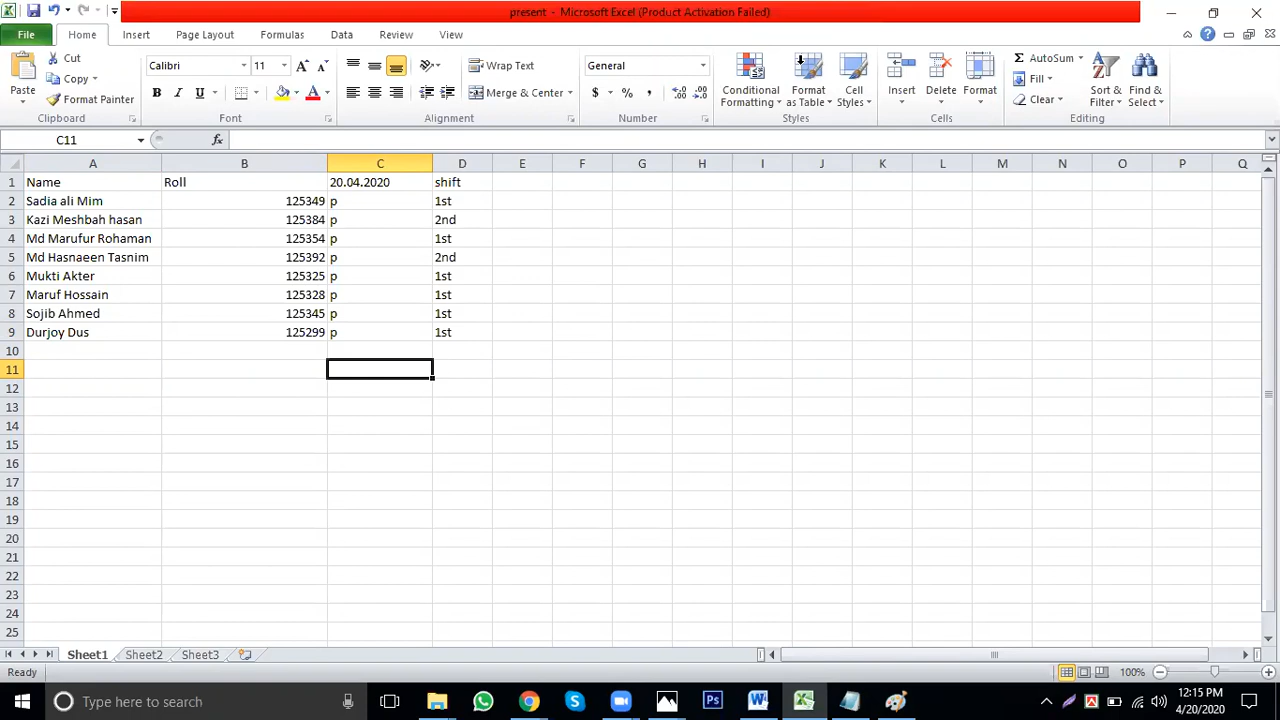 present - Microsoft Excel (Product Activation Failed)
File Home Insert Page Layout Formulas Data Review View
Paste Cut Copy Format Painter Clipboard
Calibri 11 A A B I U A Font
Wrap Text Merge & Center Alignment
General $ % , Number
Conditional Formatting Format as Table Cell Styles Styles
Insert Delete Format Cells
AutoSum Fill Clear Sort & Filter Find & Select Editing
C11 fx
A B C D E F G H I J K L M N O P Q
1 Name Roll 20.04.2020 shift
2 Sadia ali Mim 125349 p 1st
3 Kazi Meshbah hasan 125384 p 2nd
4 Md Marufur Rohaman 125354 p 1st
5 Md Hasnaeen Tasnim 125392 p 2nd
6 Mukti Akter 125325 p 1st
7 Maruf Hossain 125328 p 1st
8 Sojib Ahmed 125345 p 1st
9 Durjoy Dus 125299 p 1st
10
11
12
13
14
15
16
17
18
19
20
21
22
23
24
25
Sheet1 Sheet2 Sheet3
Ready 100%
Type here to search 12:15 PM
4/20/2020